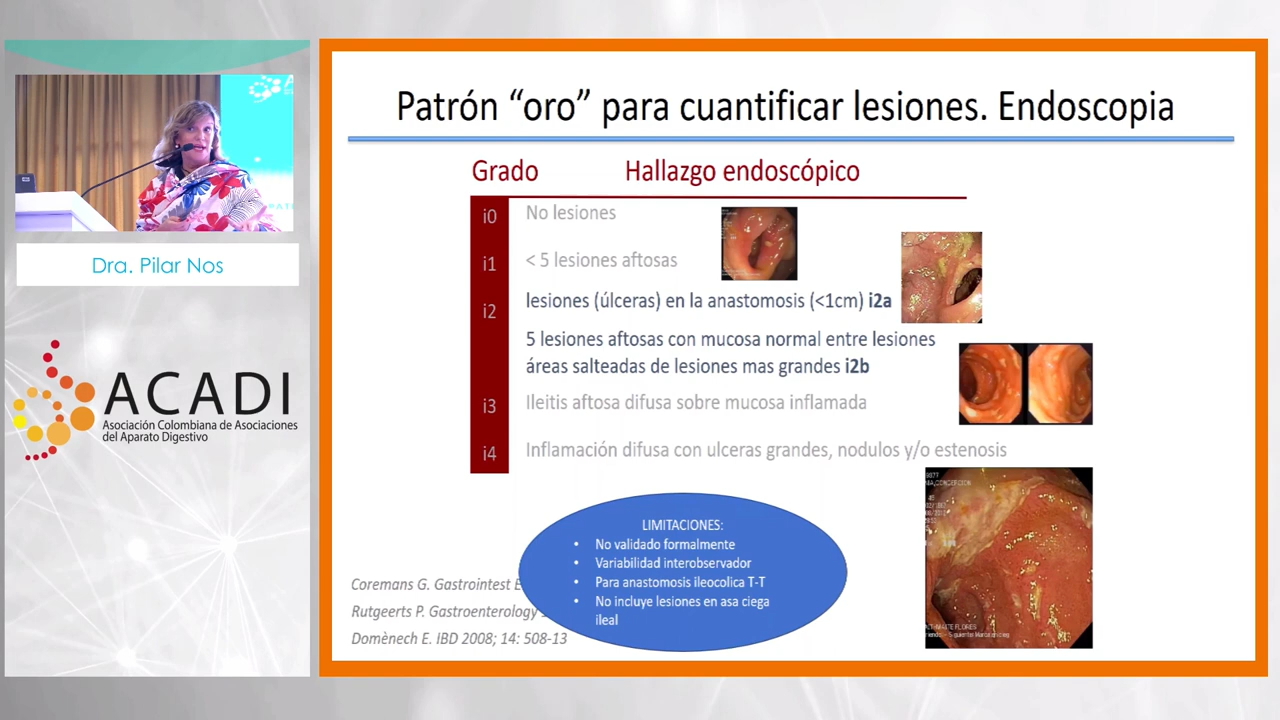 Dra. Pilar Nos
ACADI
Asociación Colombiana de Asociaciones
del Aparato Digestivo
Patrón “oro” para cuantificar lesiones. Endoscopia
Grado Hallazgo endoscópico
i0 No lesiones
i1 < 5 lesiones aftosas
i2 lesiones (úlceras) en la anastomosis (<1cm) i2a
5 lesiones aftosas con mucosa normal entre lesiones
áreas salteadas de lesiones mas grandes i2b
i3 Ileitis aftosa difusa sobre mucosa inflamada
i4 Inflamación difusa con ulceras grandes, nodulos y/o estenosis
LIMITACIONES:
• No validado formalmente
• Variabilidad interobservador
• Para anastomosis ileocolica T-T
• No incluye lesiones en asa ciega
ileal
Coremans G. Gastrointest E
Rutgeerts P. Gastroenterology
Domènech E. IBD 2008; 14: 508-13